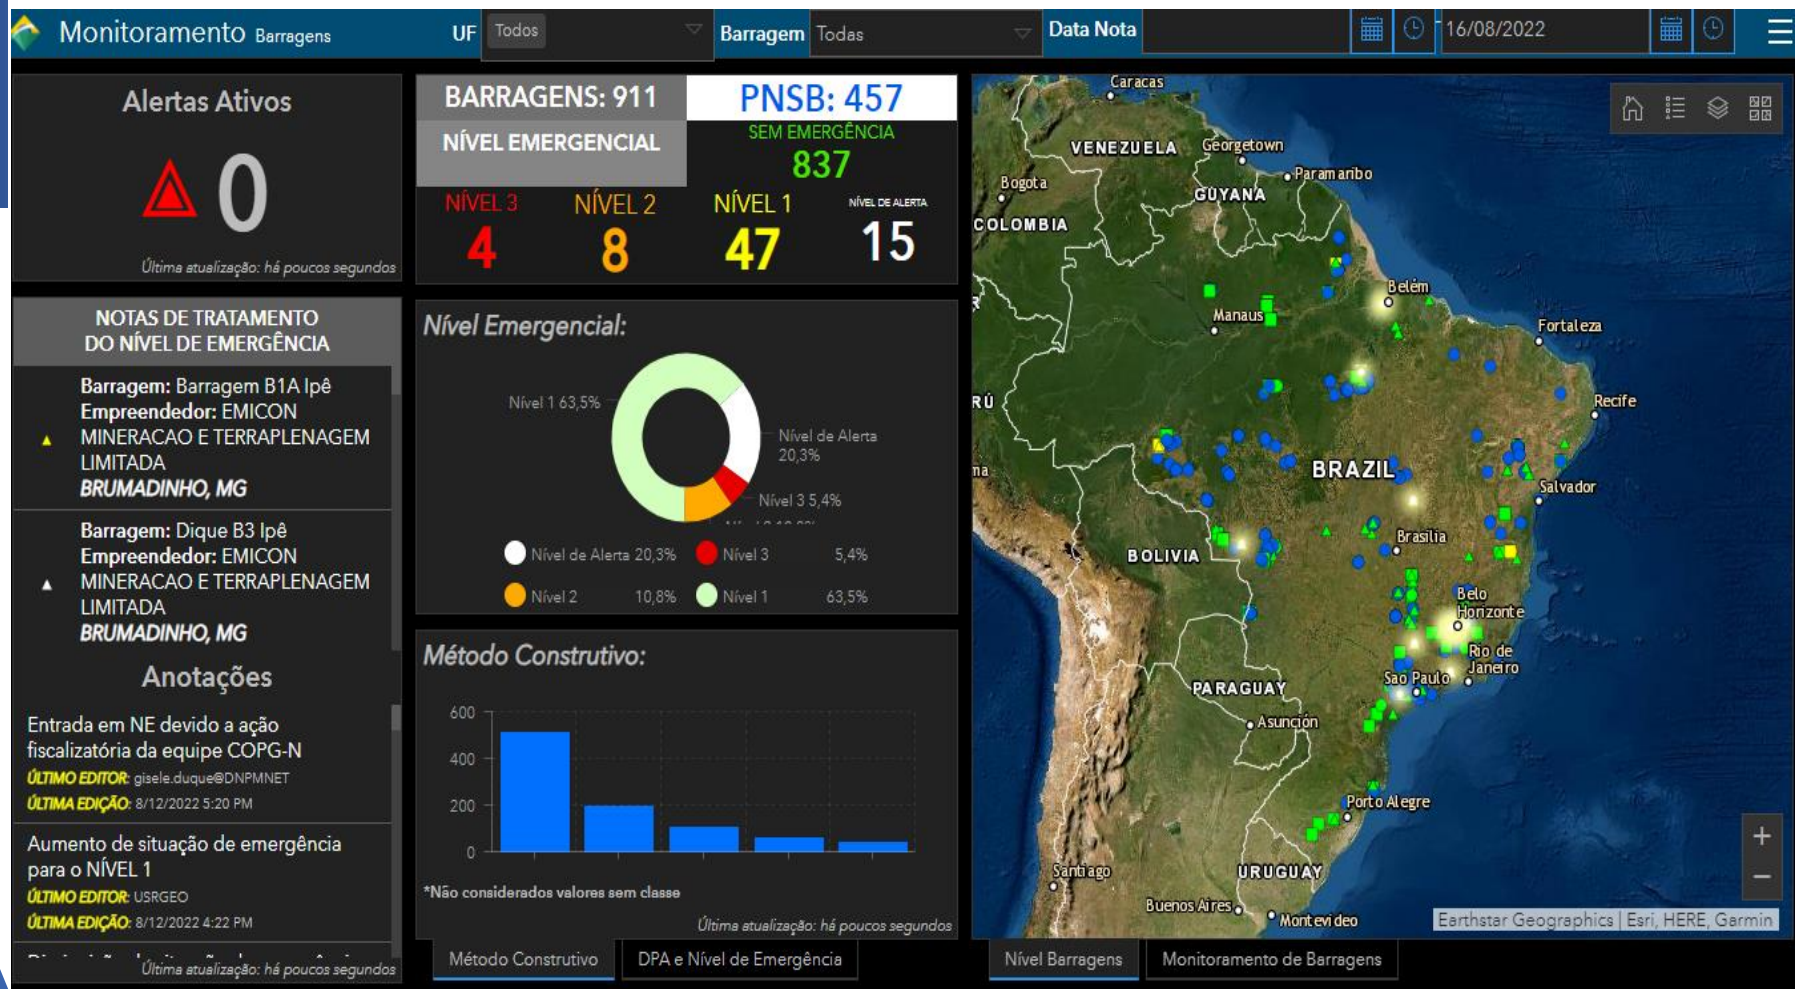 Monitoramento Barragens
UF
Todos
Barragem
Todas
Data Nota
-
16/08/2022
Alertas Ativos
0
Última atualização: há poucos segundos
NOTAS DE TRATAMENTO
DO NÍVEL DE EMERGÊNCIA
Barragem: Barragem B1A Ipê
Empreendedor: EMICON
MINERACAO E TERRAPLENAGEM
LIMITADA
BRUMADINHO, MG
Barragem: Dique B3 Ipê
Empreendedor: EMICON
MINERACAO E TERRAPLENAGEM
LIMITADA
BRUMADINHO, MG
Anotações
Entrada em NE devido a ação
fiscalizatória da equipe COPG-N
ÚLTIMO EDITOR: gisele.duque@DNPMNET
ÚLTIMA EDIÇÃO: 8/12/2022 5:20 PM
Aumento de situação de emergência
para o NÍVEL 1
ÚLTIMO EDITOR: USRGEO
ÚLTIMA EDIÇÃO: 8/12/2022 4:22 PM
Última atualização: há poucos segundos
BARRAGENS: 911
PNSB: 457
NÍVEL EMERGENCIAL
SEM EMERGÊNCIA
837
NÍVEL 3
4
NÍVEL 2
8
NÍVEL 1
47
NÍVEL DE ALERTA
15
Nível Emergencial:
Nível 1 63,5%
Nível de Alerta
20,3%
Nível 3 5,4%
Nível de Alerta 20,3%
Nível 3 5,4%
Nível 2 10,8%
Nível 1 63,5%
Método Construtivo:
600
400
200
0
*Não considerados valores sem classe
Última atualização: há poucos segundos
Método Construtivo
DPA e Nível de Emergência
Caracas
VENEZUELA
Georgetown
Paramaribo
Bogota
GUYANA
COLOMBIA
Belém
Manaus
Fortaleza
RÚ
Recife
BRAZIL
ma
Salvador
Brasilia
BOLIVIA
Belo
Horizonte
Rio de
Janeiro
Sao Paulo
PARAGUAY
Asunción
Porto Alegre
Santiago
URUGUAY
Buenos Aires
Montevideo
+
−
Earthstar Geographics | Esri, HERE, Garmin
Nível Barragens
Monitoramento de Barragens